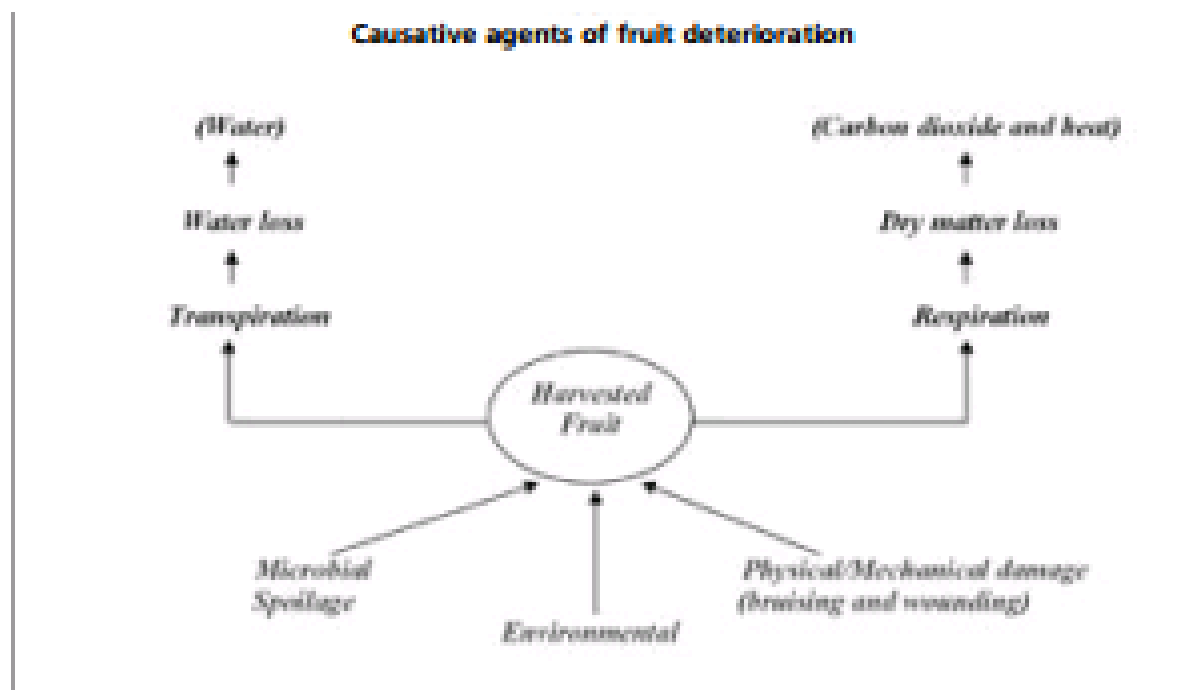 Causative agents of fruit deterioration
(Water)
(Carbon dioxide and heat)
Water loss
Dry matter loss
Transpiration
Respiration
Harvested
Fruit
Microbial
Spoilage
Physical/Mechanical damage
(bruising and wounding)
Environmental